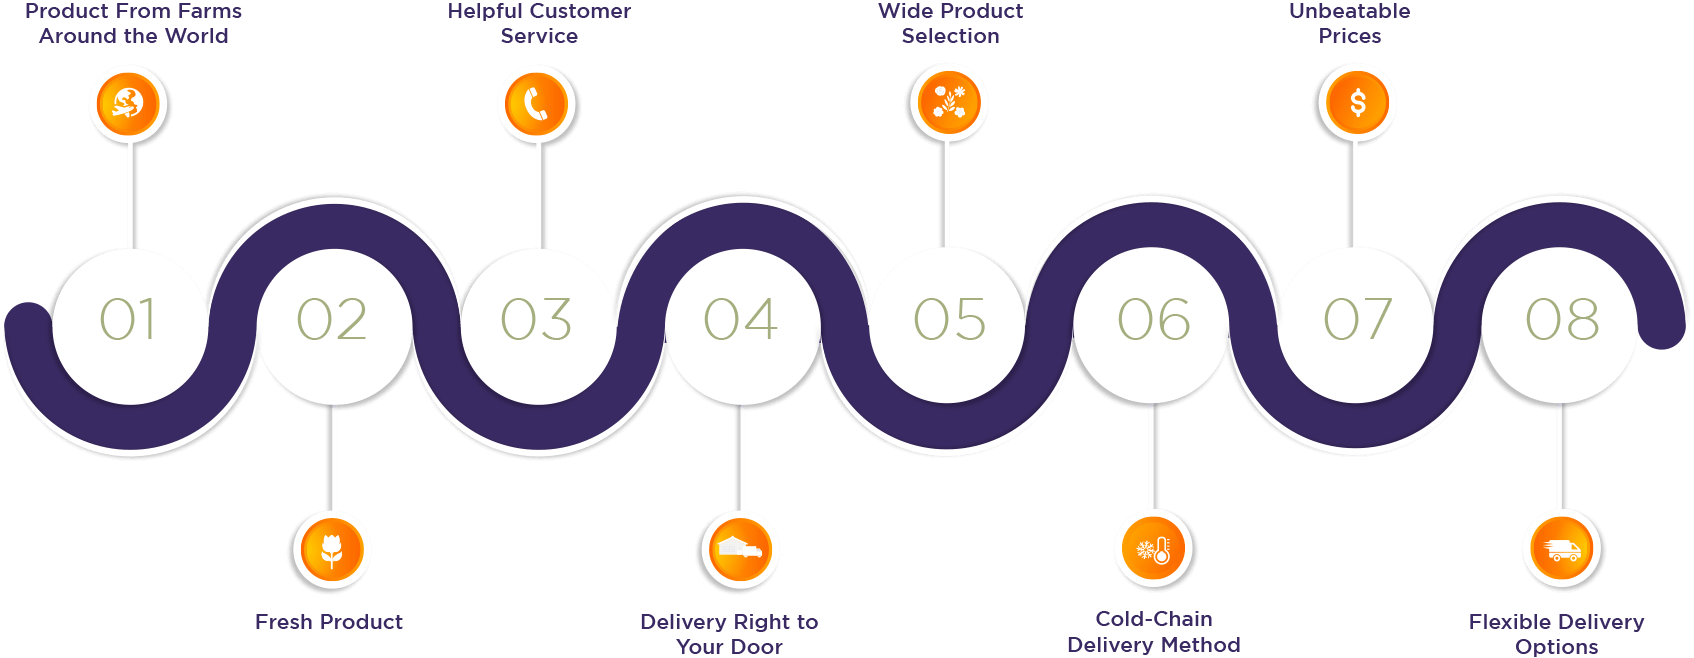 Product From Farms
Around the World
Helpful Customer
Service
Wide Product
Selection
Unbeatable
Prices
$
01
02
03
04
05
06
07
08
Fresh Product
Delivery Right to
Your Door
Cold-Chain
Delivery Method
Flexible Delivery
Options